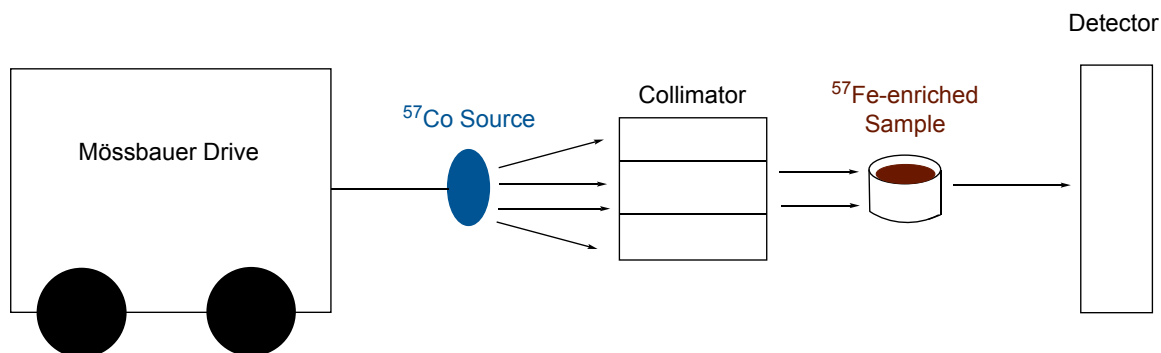 Mössbauer Drive
⁵⁷Co Source
Collimator
⁵⁷Fe-enriched
Sample
Detector